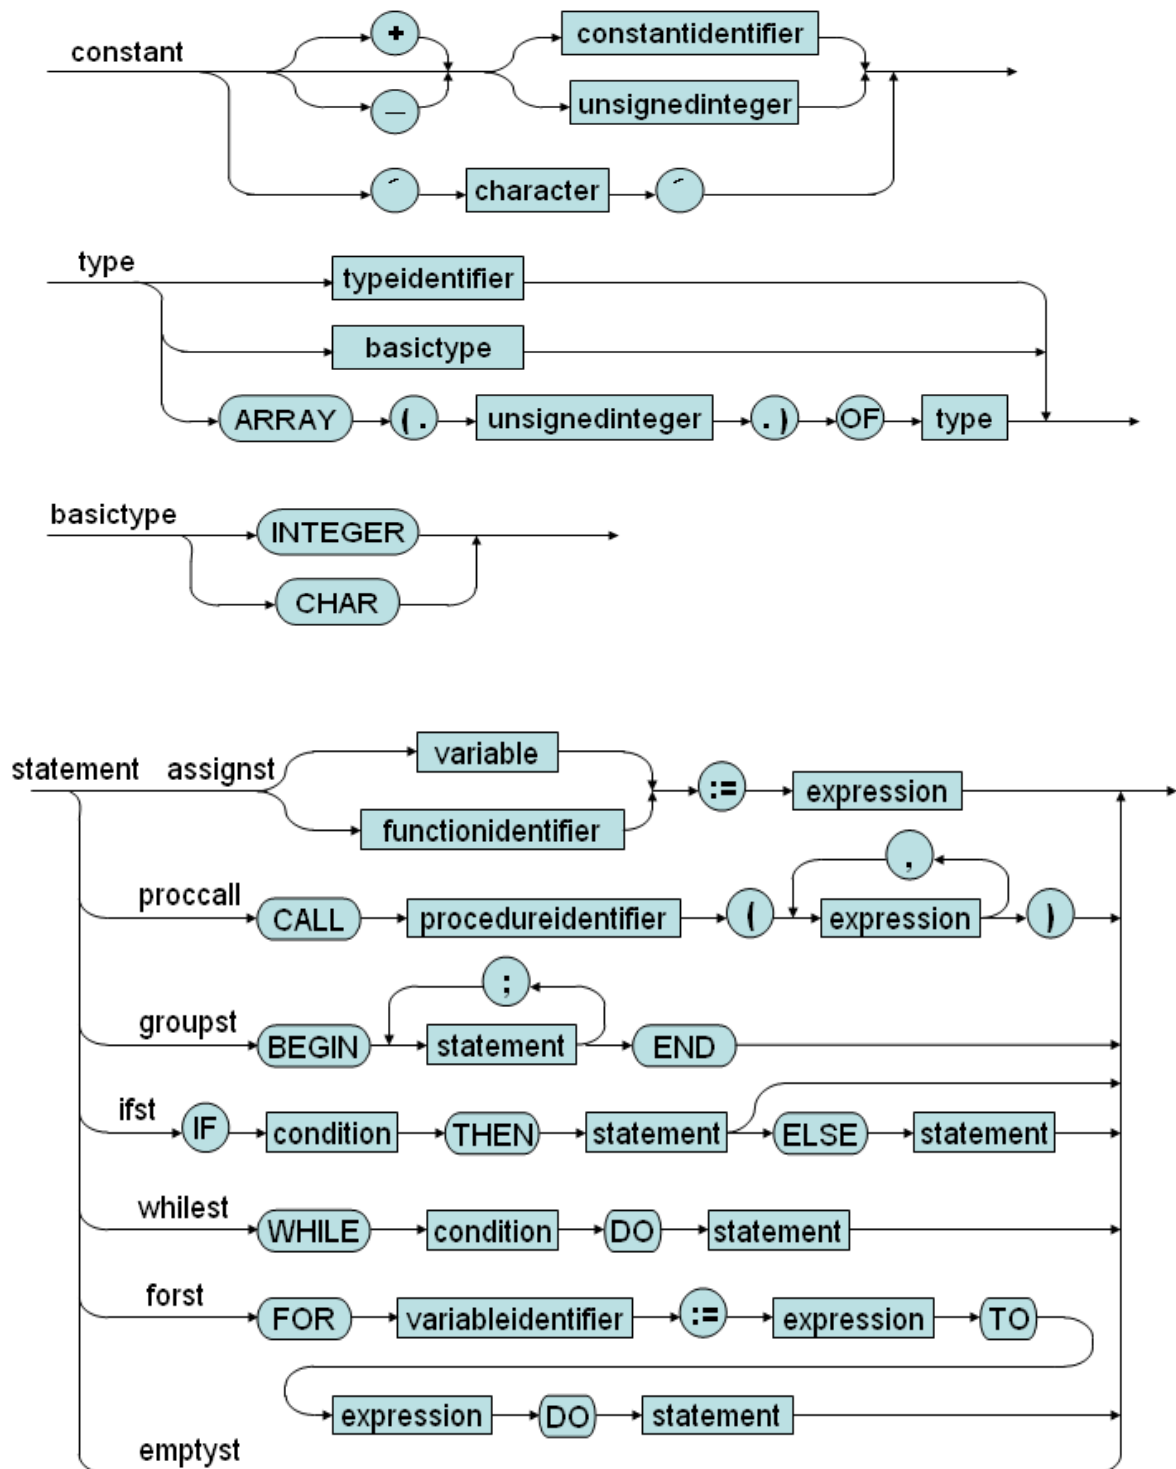 +
constant
constantidentifier
—
unsignedinteger
´ character ´
type
typeidentifier
basictype
ARRAY (. unsignedinteger .) OF type
basictype
INTEGER
CHAR
variable
statement assignst := expression
functionidentifier
,
proccall CALL procedureidentifier ( expression )
;
groupst BEGIN statement END
ifst IF condition THEN statement ELSE statement
whilest WHILE condition DO statement
forst FOR variableidentifier := expression TO
expression DO statement
emptyst